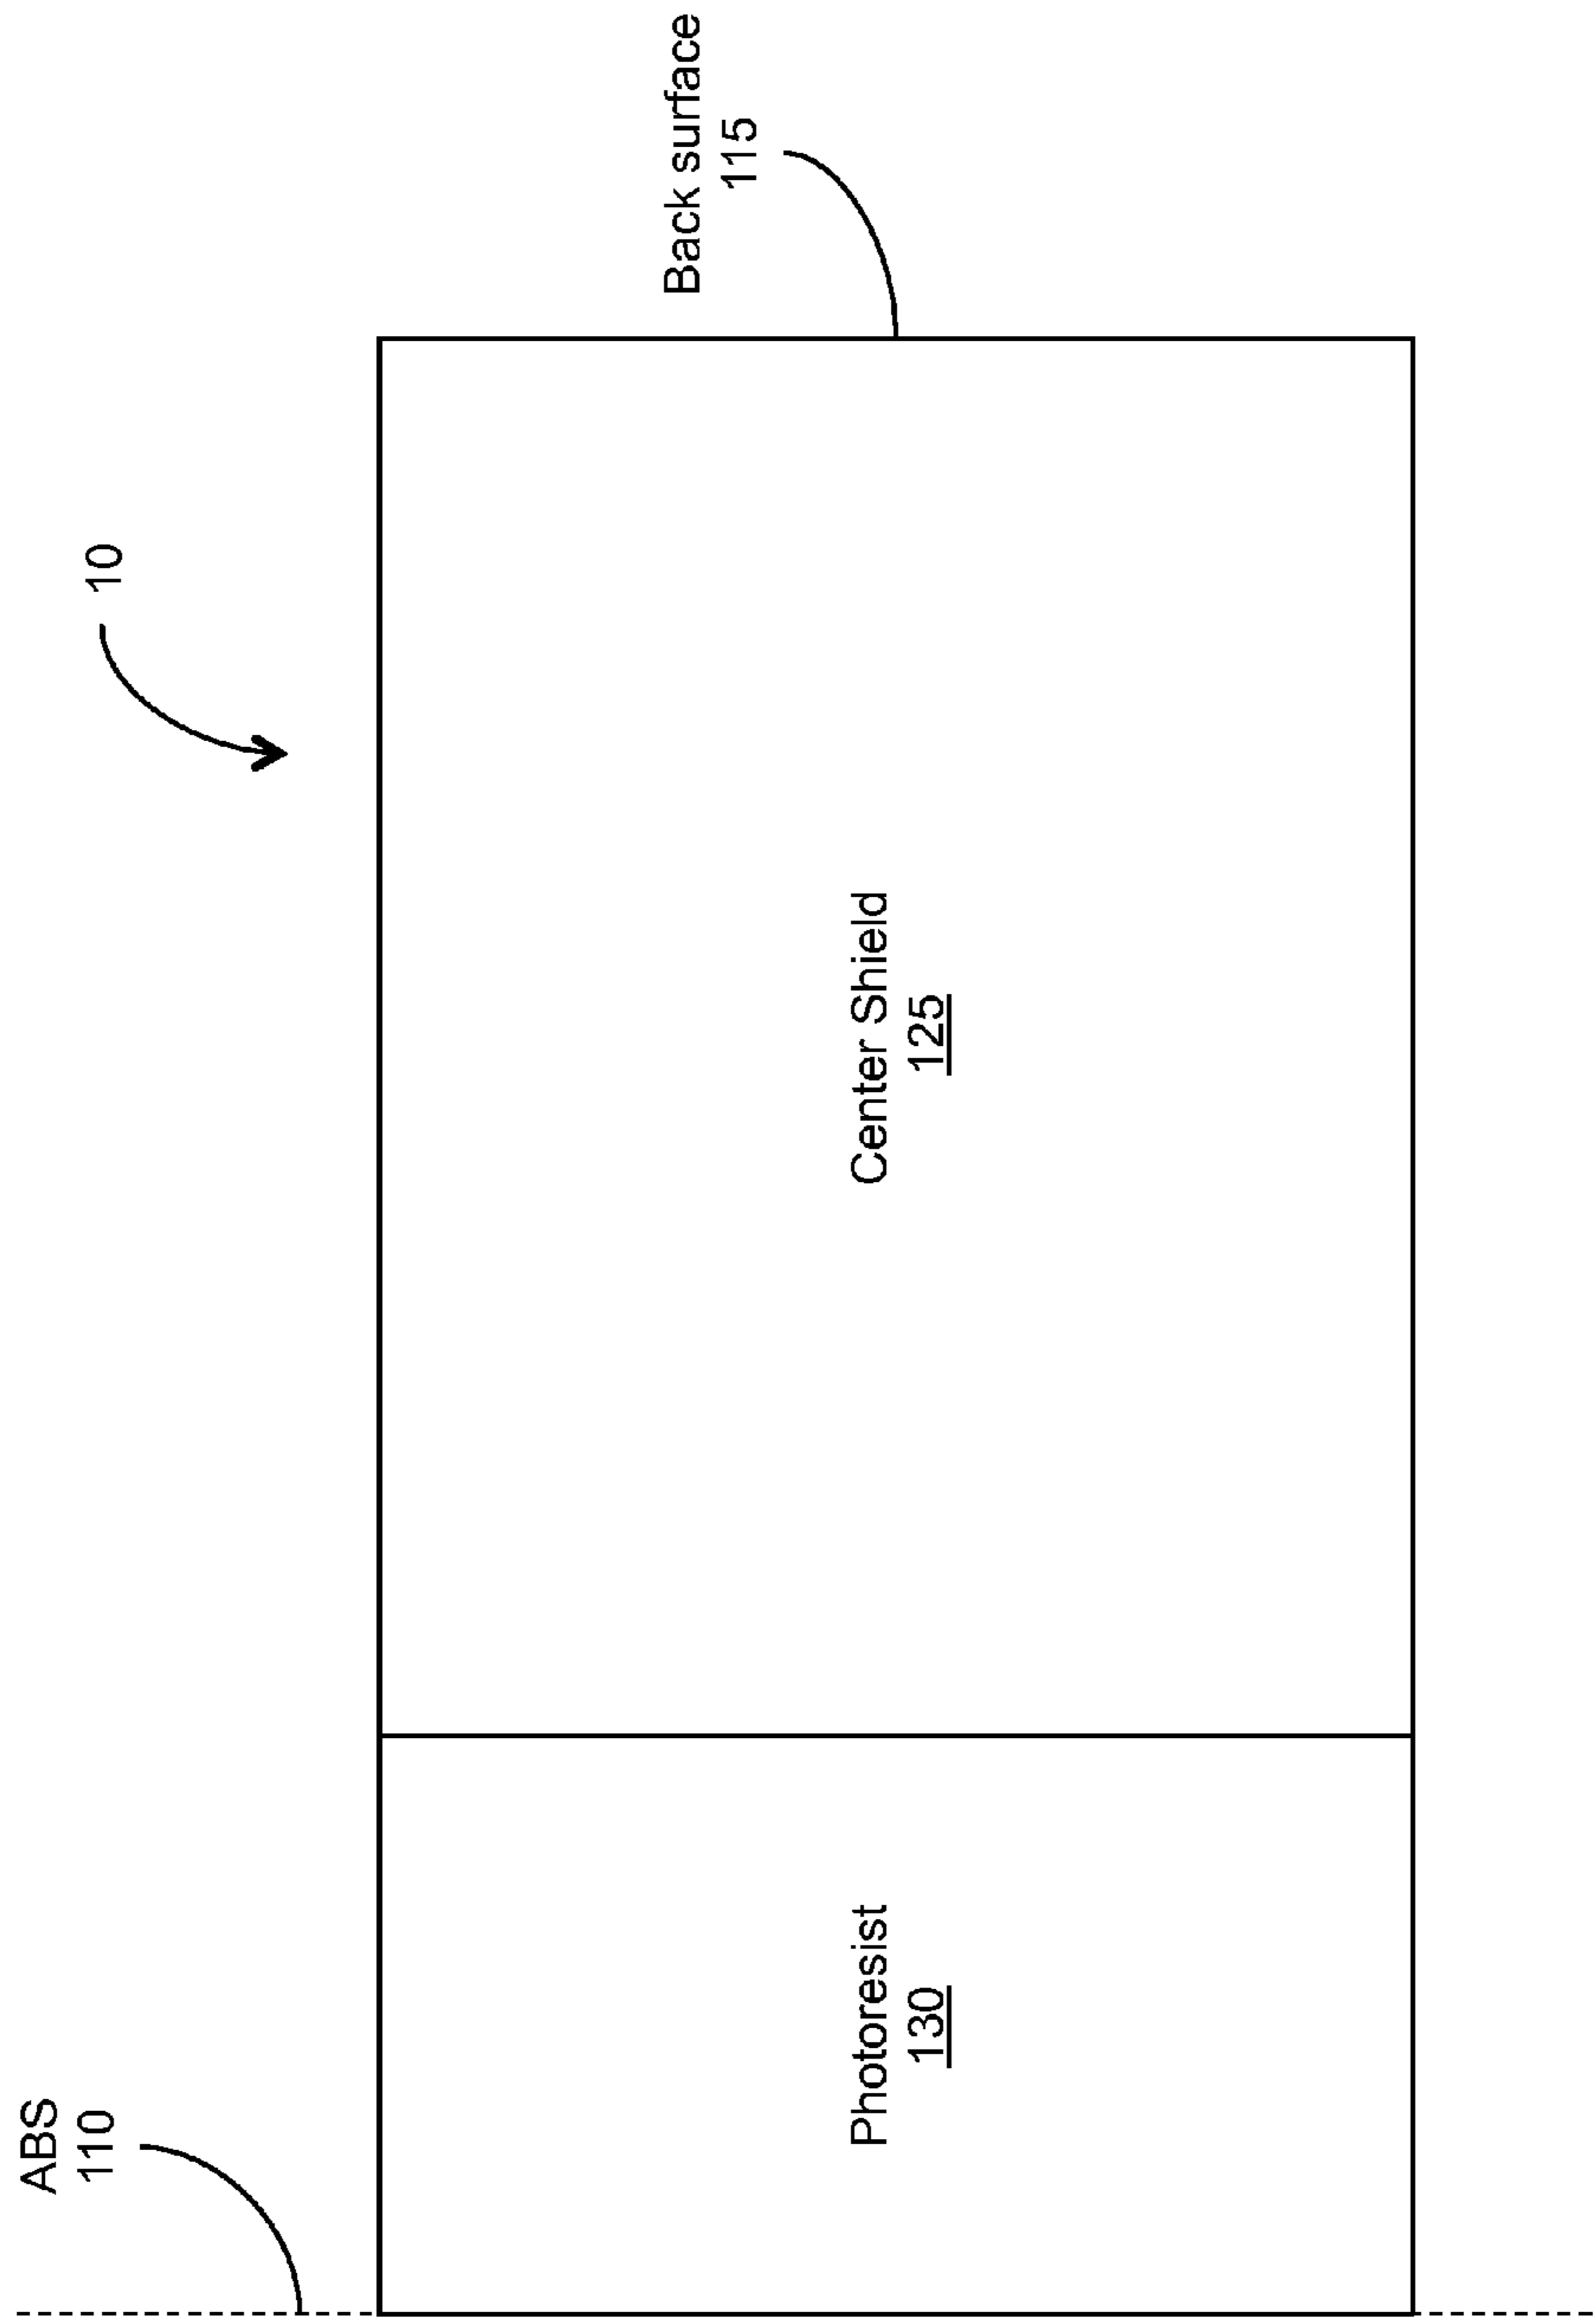 10
ABS
110
Back surface
115
Photoresist
130
Center Shield
125